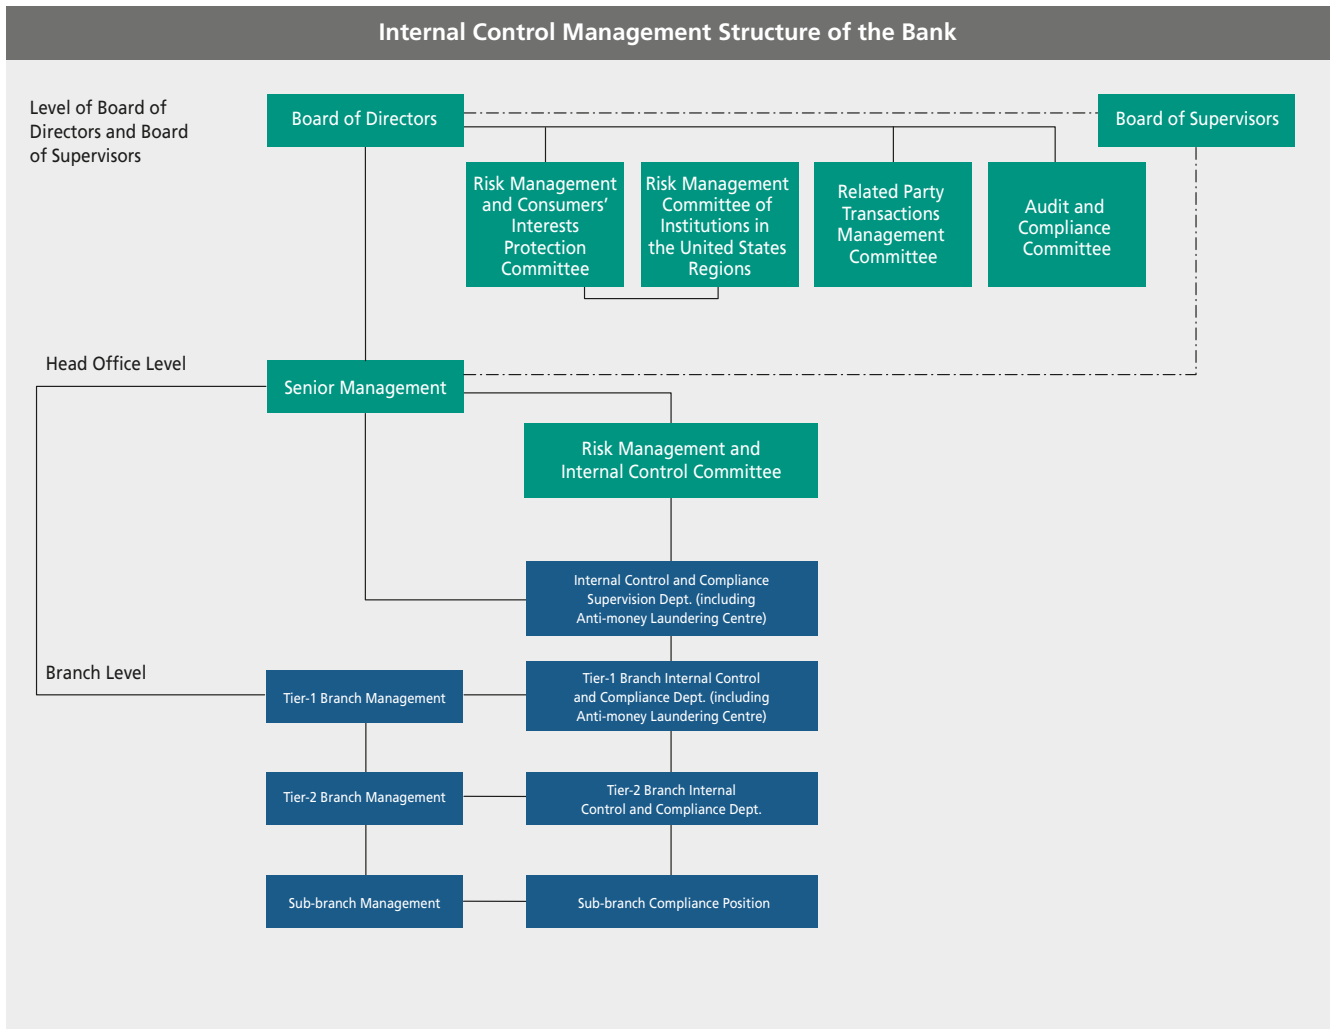 Internal Control Management Structure of the Bank
Level of Board of
Directors and Board
of Supervisors
Board of Directors
Board of Supervisors
Risk Management
and Consumers’
Interests
Protection
Committee
Risk Management
Committee of
Institutions in
the United States
Regions
Related Party
Transactions
Management
Committee
Audit and
Compliance
Committee
Head Office Level
Senior Management
Risk Management and
Internal Control Committee
Internal Control and Compliance
Supervision Dept. (including
Anti-money Laundering Centre)
Branch Level
Tier-1 Branch Management
Tier-1 Branch Internal Control
and Compliance Dept. (including
Anti-money Laundering Centre)
Tier-2 Branch Management
Tier-2 Branch Internal
Control and Compliance Dept.
Sub-branch Management
Sub-branch Compliance Position